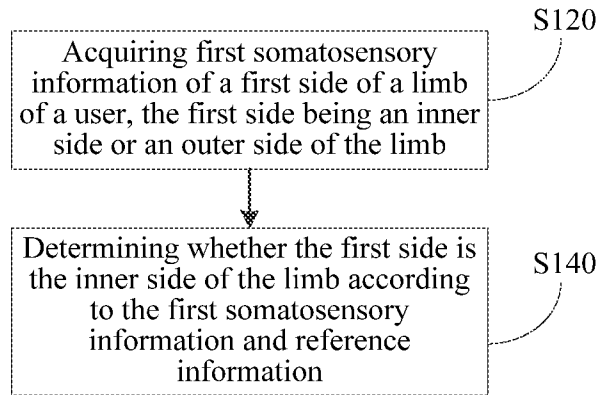 S120
Acquiring first somatosensory
information of a first side of a limb
of a user, the first side being an inner
side or an outer side of the limb
S140
Determining whether the first side is
the inner side of the limb according
to the first somatosensory
information and reference
information